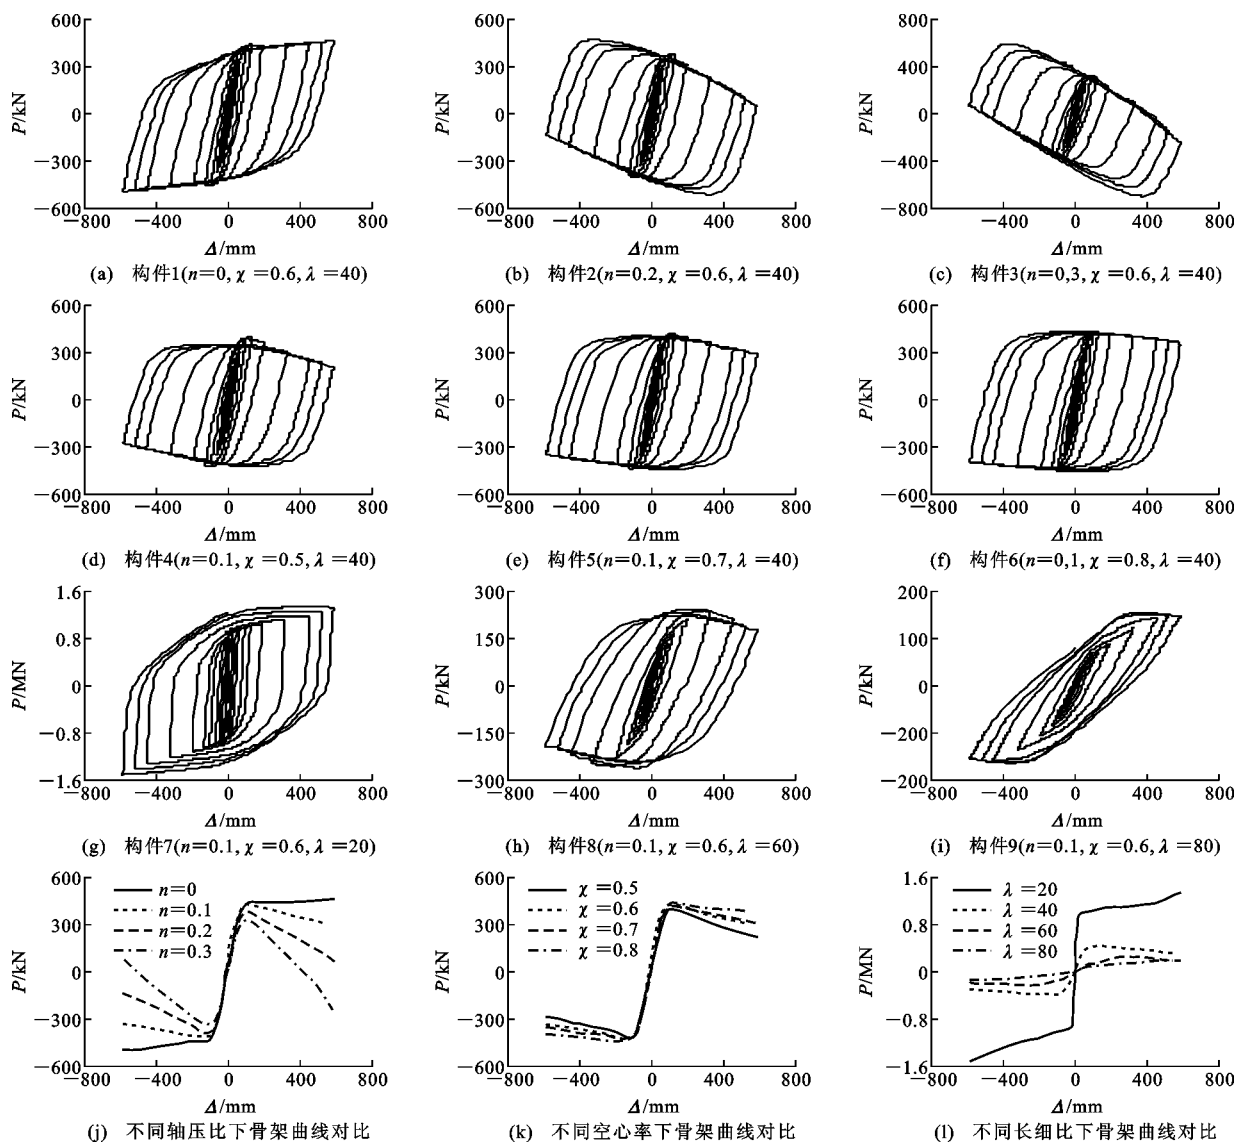 600
300
0
−300
−600
P/kN
−800
−400
0
400
800
Δ/mm
(a) 构件1(n=0, χ=0.6, λ=40)
600
300
0
−300
−600
P/kN
−800
−400
0
400
800
Δ/mm
(b) 构件2(n=0.2, χ=0.6, λ=40)
800
400
0
−400
−800
P/kN
−800
−400
0
400
800
Δ/mm
(c) 构件3(n=0,3, χ=0.6, λ=40)
600
300
0
−300
−600
P/kN
−800
−400
0
400
800
Δ/mm
(d) 构件4(n=0.1, χ=0.5, λ=40)
600
300
0
−300
−600
P/kN
−800
−400
0
400
800
Δ/mm
(e) 构件5(n=0.1, χ=0.7, λ=40)
600
300
0
−300
−600
P/kN
−800
−400
0
400
800
Δ/mm
(f) 构件6(n=0,1, χ=0.8, λ=40)
1.6
0.8
0
−0.8
−1.6
P/MN
−800
−400
0
400
800
Δ/mm
(g) 构件7(n=0.1, χ=0.6, λ=20)
300
150
0
−150
−300
P/kN
−800
−400
0
400
800
Δ/mm
(h) 构件8(n=0.1, χ=0.6, λ=60)
200
100
0
−200
−200
P/kN
−800
−400
0
400
800
Δ/mm
(i) 构件9(n=0.1, χ=0.6, λ=80)
600
300
0
−300
−600
P/kN
n=0
n=0.1
n=0.2
n=0.3
−800
−400
0
400
800
Δ/mm
(j) 不同轴压比下骨架曲线对比
600
300
0
−300
−600
P/kN
χ=0.5
χ=0.6
χ=0.7
χ=0.8
−800
−400
0
400
800
Δ/mm
(k) 不同空心率下骨架曲线对比
1.6
0.8
0
−0.8
−1.6
P/MN
λ=20
λ=40
λ=60
λ=80
−800
−400
0
400
800
Δ/mm
(l) 不同长细比下骨架曲线对比